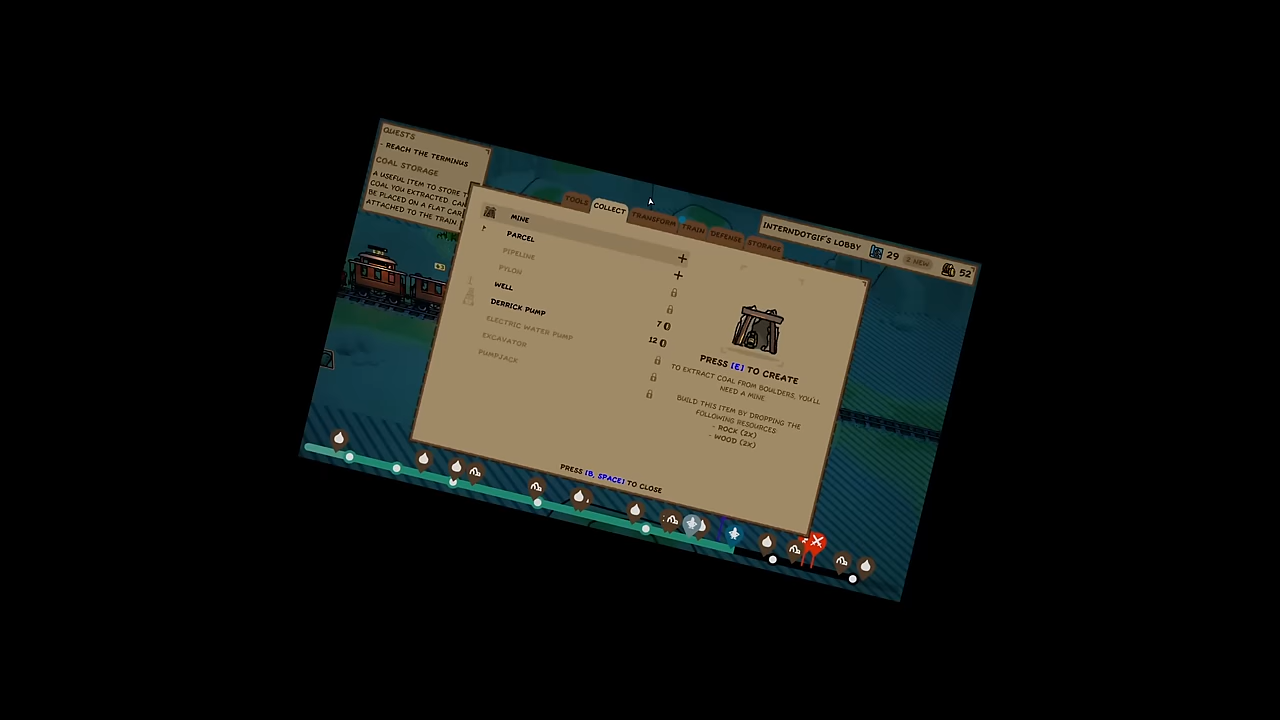 QUESTS
- REACH THE TERMINUS
COAL STORAGE
A USEFUL ITEM TO STORE
COAL YOU EXTRACTED. CAN
BE PLACED ON A FLAT CAR
ATTACHED TO THE TRAIN
TOOLS
COLLECT
TRANSFORM
TRAIN
DEFENSE
STORAGE
INTERNDOTGIF'S LOBBY
29
2 NEW
52
MINE
PARCEL
PIPELINE
PYLON
WELL
7
DERRICK PUMP
12
ELECTRIC WATER PUMP
EXCAVATOR
PUMPJACK
PRESS [E] TO CREATE
TO EXTRACT COAL FROM BOULDERS, YOU'LL
NEED A MINE
BUILD THIS ITEM BY DROPPING THE
FOLLOWING RESOURCES:
- ROCK (2X)
- WOOD (2X)
PRESS [B, SPACE] TO CLOSE